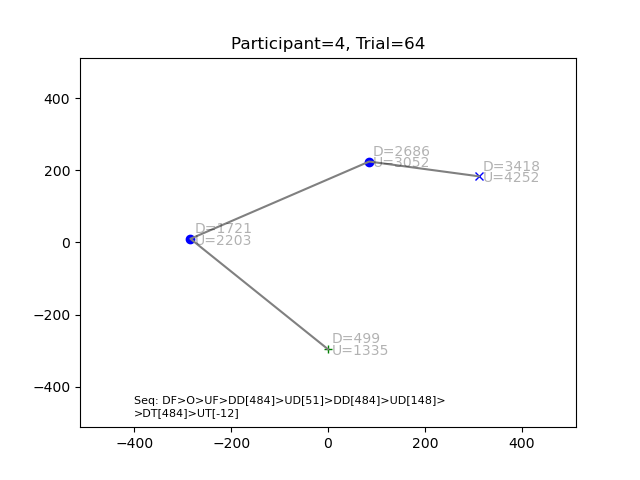 Participant=4, Trial=64
400
200
0
−200
−400
D=2686
U=3052
D=3418
U=4252
D=1721
U=2203
D=499
U=1335
Seq: DF>O>UF>DD[484]>UD[51]>DD[484]>UD[148]>
>DT[484]>UT[-12]
−400 −200 0 200 400